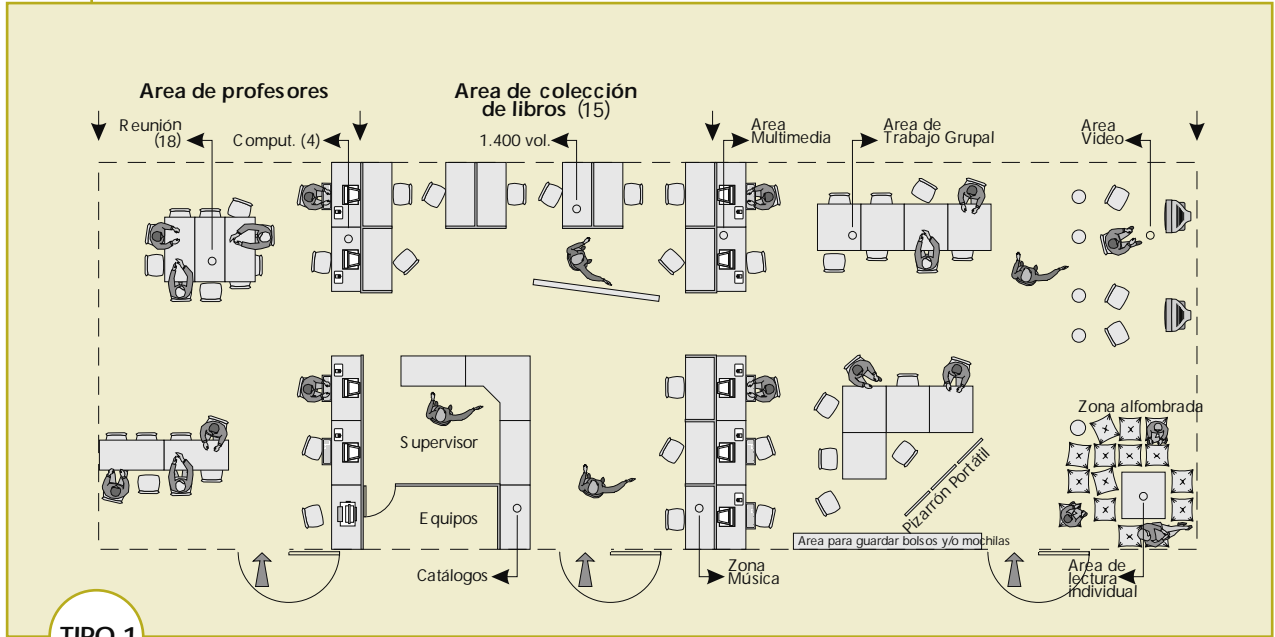 Area de profesores
Area de colección
de libros (15)
Reunión
(18)
Comput. (4)
1.400 vol.
Area
Multimedia
Area de
Trabajo Grupal
Area
Video
Supervisor
Equipos
Catálogos
Zona
Música
Pizarrón Portátil
Area para guardar bolsos y/o mochilas
Zona alfombrada
Area de
lectura
individual
TIPO 1